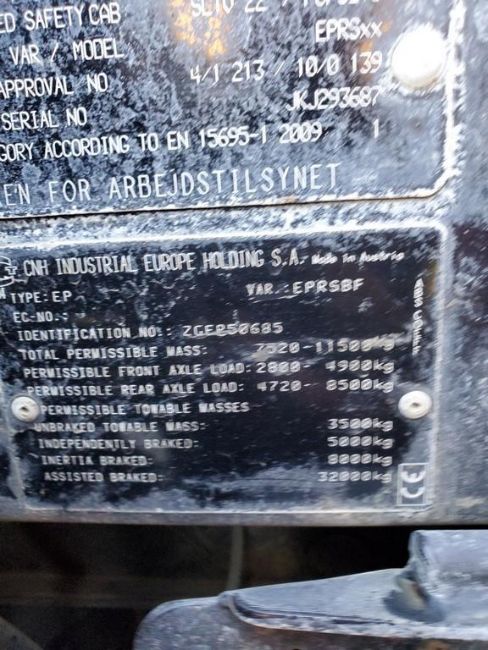 ED SAFETY CAB
VAR / MODEL EPRSxx
APPROVAL NO 4/1 213 / 10/0 139
SERIAL NO JKJ293687
GORY ACCORDING TO EN 15695-1 2009 1
EN FOR ARBEJDSTILSYNET
CNH INDUSTRIAL EUROPE HOLDING S.A. Made in Austria
TYPE: EP VAR.: EPRSBF
EC-NO.: -
IDENTIFICATION NO.: ZGEP50685
TOTAL PERMISSIBLE MASS: 7520-11500kg
PERMISSIBLE FRONT AXLE LOAD: 2800- 4900kg
PERMISSIBLE REAR AXLE LOAD: 4720- 8500kg
PERMISSIBLE TOWABLE MASSES
UNBRAKED TOWABLE MASS: 3500kg
INDEPENDENTLY BRAKED: 5000kg
INERTIA BRAKED: 8000kg
ASSISTED BRAKED: 32000kg
CE